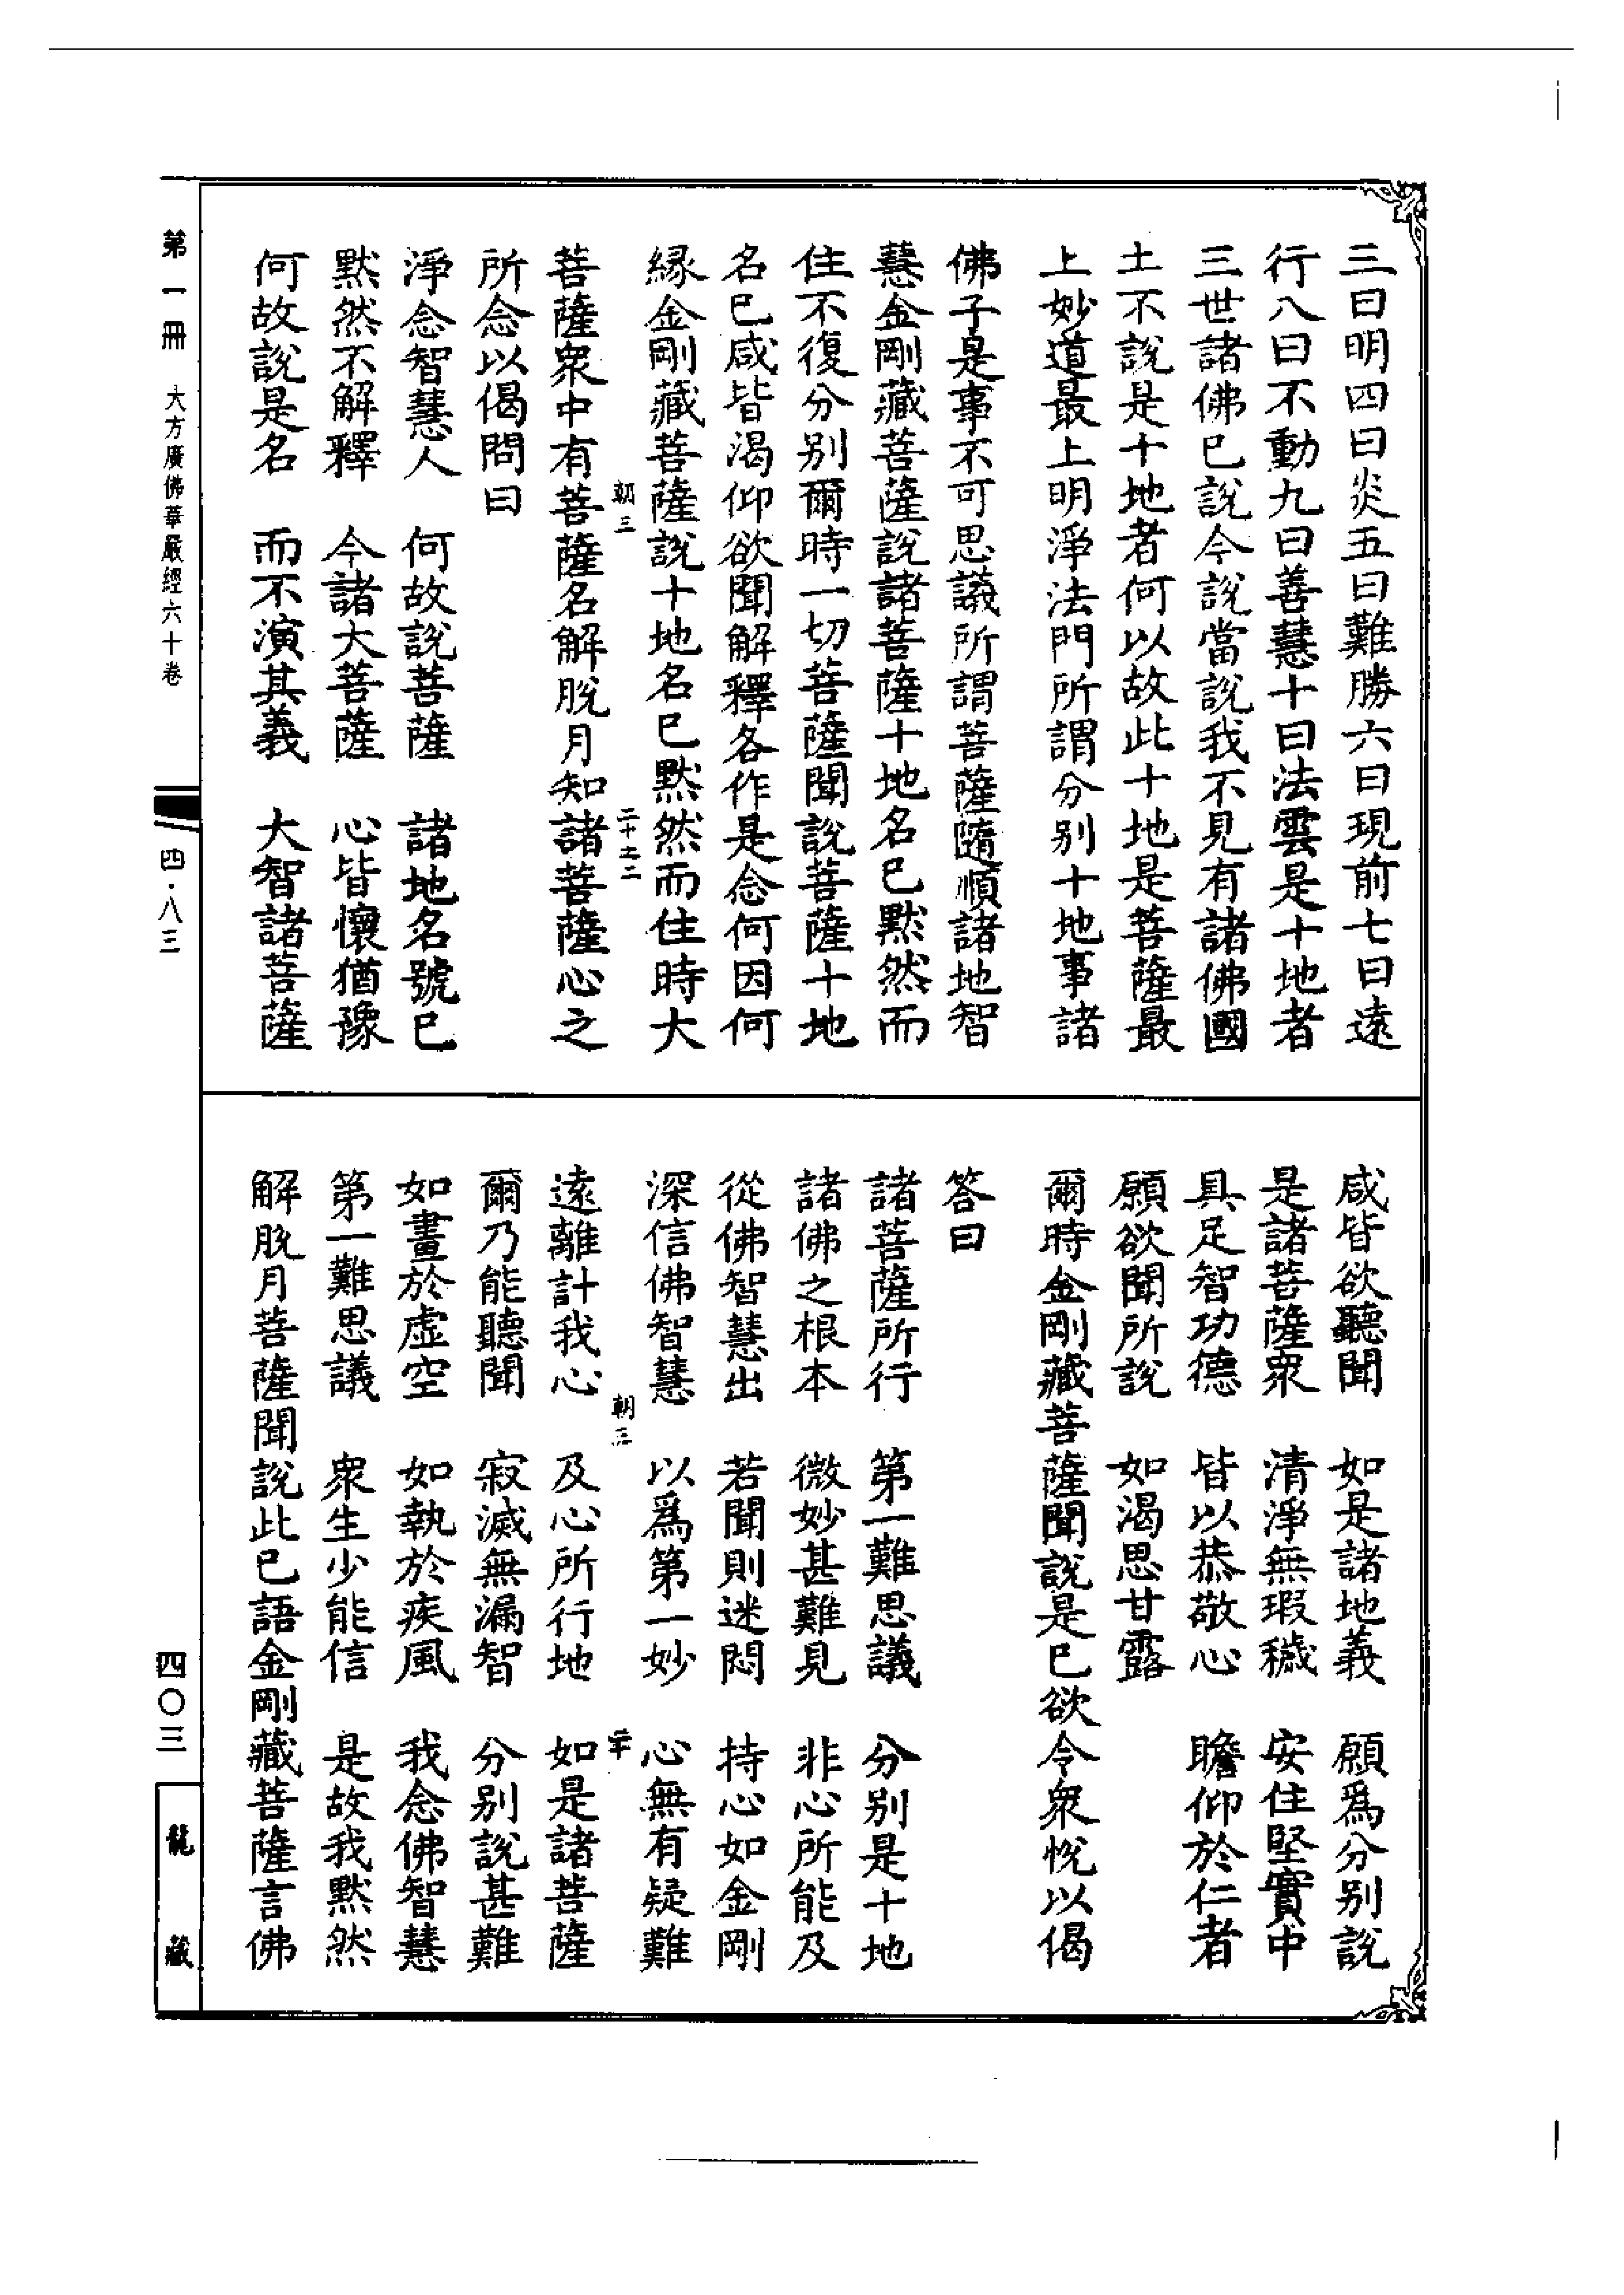 三曰明四曰炎五曰難勝六曰現前七曰遠
行八曰不動九曰善慧十曰法雲是十地者
三世諸佛已說今說當說我不見有諸佛國
土不說是十地者何以故此十地是菩薩最
上妙道最上明淨法門所謂分別十地事諸
佛子是事不可思議所謂菩薩隨順諸地智
慧金剛藏菩薩說諸菩薩十地名已默然而
住不復分別爾時一切菩薩聞說菩薩十地
名已咸皆渴仰欲聞解釋各作是念何因何
緣金剛藏菩薩說十地名已默然而住時大
朝三 二十二
菩薩衆中有菩薩名解脫月知諸菩薩心之
所念以偈問曰
淨念智慧人 何故說菩薩 諸地名號已
默然不解釋 今諸大菩薩 心皆懷猶豫
何故說是名 而不演其義 大智諸菩薩
咸皆欲聽聞 如是諸地義 願爲分別說
是諸菩薩衆 清淨無瑕穢 安住堅實中
具足智功德 皆以恭敬心 瞻仰於仁者
願欲聞所說 如渴思甘露
爾時金剛藏菩薩聞說是已欲令衆悅以偈
答曰
諸菩薩所行 第一難思議 分別是十地
諸佛之根本 微妙甚難見 非心所能及
從佛智慧出 若聞則迷悶 持心如金剛
深信佛智慧 以爲第一妙 心無有疑難
朝三
遠離計我心 及心所行地 如是諸菩薩
爾乃能聽聞 寂滅無漏智 分別說甚難
如畫於虛空 如執於疾風 我念佛智慧
第一難思議 衆生少能信 是故我默然
解脫月菩薩聞說此已語金剛藏菩薩言佛
第一冊 大方廣佛華嚴經六十卷 四·八三
四〇三
龍藏